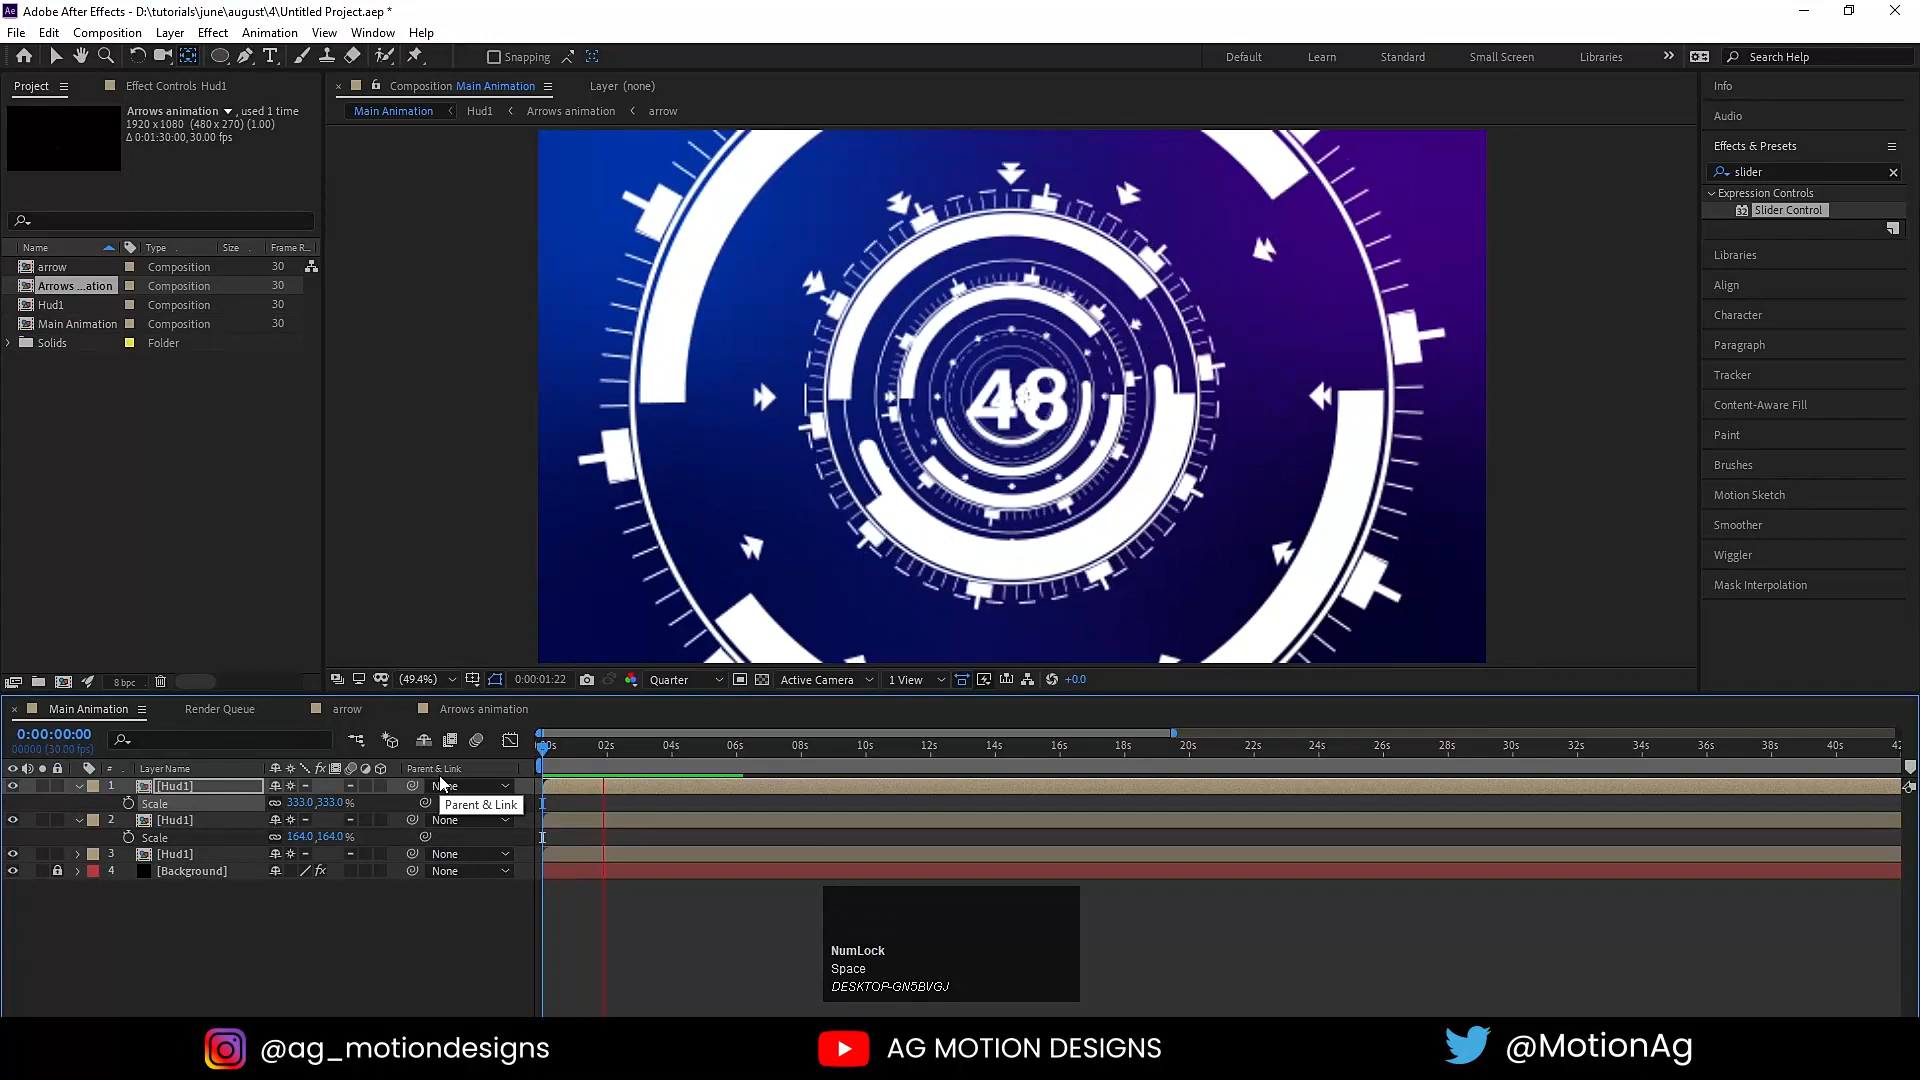 Adobe After Effects - D:\tutorials\june\august\4\Untitled Project.aep *
File Edit Composition Layer Effect Animation View Window Help
Snapping Default Learn Standard Small Screen Libraries Search Help
Project Effect Controls Hud1
Arrows animation , used 1 time
1920 x 1080 (480 x 270) (1.00)
Δ 0:01:30:00, 30.00 fps
Name Type Size Frame R...
arrow Composition 30
Arrows ...ation Composition 30
Hud1 Composition 30
Main Animation Composition 30
Solids Folder
8 bpc
Composition Main Animation Layer (none)
Main Animation Hud1 Arrows animation arrow
48
(49.4%) 0:00:01:22 Quarter Active Camera 1 View +0.0
Info
Audio
Effects & Presets
slider
Expression Controls
32 Slider Control
Libraries
Align
Character
Paragraph
Tracker
Content-Aware Fill
Paint
Brushes
Motion Sketch
Smoother
Wiggler
Mask Interpolation
Main Animation Render Queue arrow Arrows animation
0:00:00:00
00000 (30.00 fps)
00s 02s 04s 06s 08s 10s 12s 14s 16s 18s 20s 22s 24s 26s 28s 30s 32s 34s 36s 38s 40s 42
# Layer Name fx Parent & Link
1 [Hud1] None
Scale 333.0,333.0%
Parent & Link
2 [Hud1] None
Scale 164.0,164.0%
3 [Hud1] None
4 [Background] fx None
NumLock
Space
DESKTOP-GN5BVGJ
@ag_motiondesigns AG MOTION DESIGNS @MotionAg